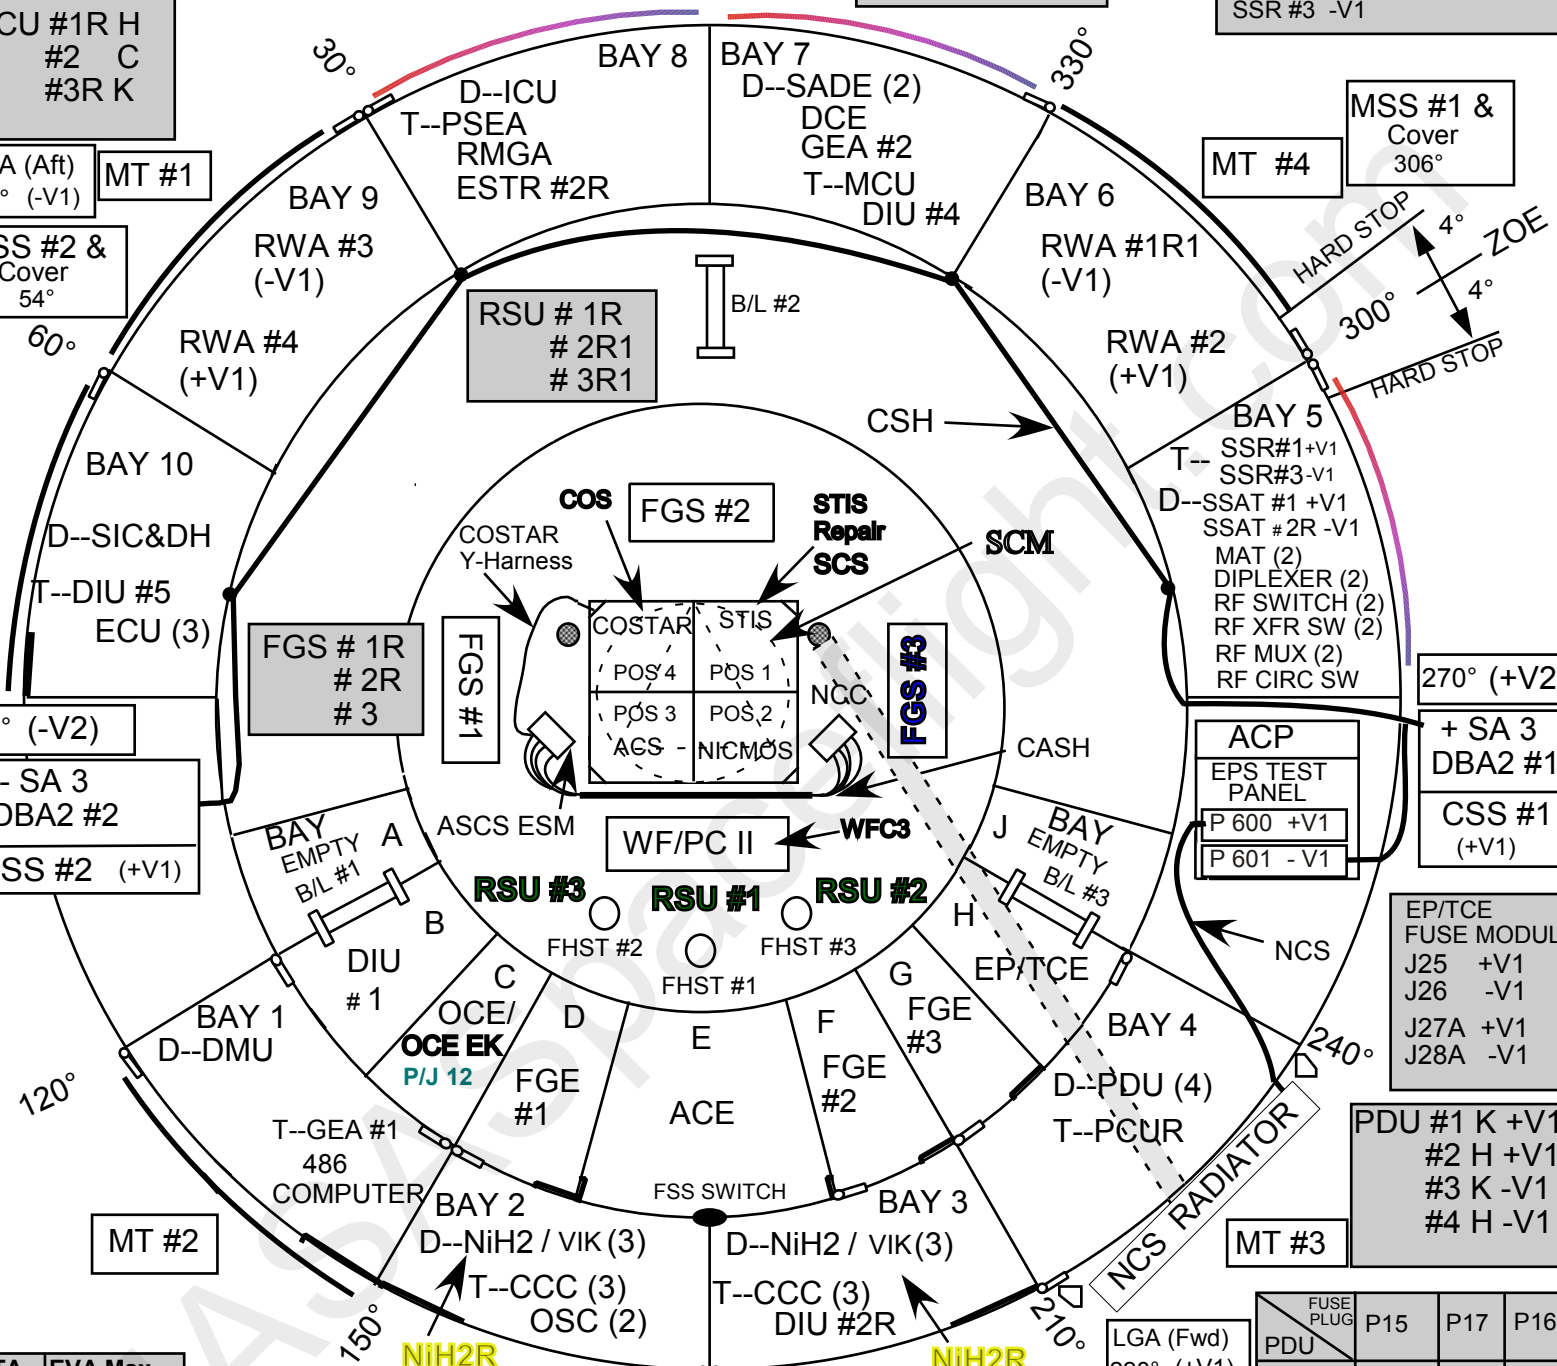 CU #1R H
#2 C
#3R K
SSR #3 -V1
30°
330°
BAY 8
D--ICU
T--PSEA
RMGA
ESTR #2R
BAY 7
D--SADE (2)
DCE
GEA #2
T--MCU
DIU #4
A (Aft)
° (-V1)
MT #1
SS #2 &
Cover
54°
60°
BAY 9
RWA #3
(-V1)
RWA #4
(+V1)
BAY 6
RWA #1R1
(-V1)
RWA #2
(+V1)
MT #4
MSS #1 &
Cover
306°
HARD STOP
4°
ZOE
4°
300°
HARD STOP
RSU # 1R
# 2R1
# 3R1
B/L #2
CSH
BAY 10
D--SIC&DH
T--DIU #5
ECU (3)
BAY 5
T-- SSR#1+V1
SSR#3-V1
D--SSAT #1 +V1
SSAT #2R -V1
MAT (2)
DIPLEXER (2)
RF SWITCH (2)
RF XFR SW (2)
RF MUX (2)
RF CIRC SW
COS
FGS #2
STIS
Repair
SCS
SCM
COSTAR
Y-Harness
FGS # 1R
# 2R
# 3
FGS #1
COSTAR
STIS
POS 4
POS 1
POS 3
POS 2
ACS
NICMOS
NCC
FGS #3
CASH
ASCS ESM
WF/PC II
WFC3
° (-V2)
- SA 3
DBA2 #2
SS #2 (+V1)
270° (+V2
+ SA 3
DBA2 #1
CSS #1
(+V1)
ACP
EPS TEST
PANEL
P 600 +V1
P 601 - V1
NCS
BAY A
EMPTY
B/L #1
B
DIU
# 1
RSU #3
RSU #1
RSU #2
FHST #2
FHST #1
FHST #3
J BAY
EMPTY
B/L #3
H
EP/TCE
C
OCE/
OCE EK
P/J 12
D
FGE
#1
E
ACE
F
FGE
#2
G
FGE
#3
BAY 1
D--DMU
T--GEA #1
486
COMPUTER
120°
MT #2
150°
FSS SWITCH
BAY 2
D--NiH2 / VIK (3)
T--CCC (3)
OSC (2)
NiH2R
BAY 3
D--NiH2 / VIK(3)
T--CCC (3)
DIU #2R
NiH2R
BAY 4
D--PDU (4)
T--PCUR
NCS RADIATOR
240°
210°
MT #3
EP/TCE
FUSE MODUL
J25 +V1
J26 -V1
J27A +V1
J28A -V1
PDU #1 K +V1
#2 H +V1
#3 K -V1
#4 H -V1
LGA (Fwd)
FUSE
PLUG
PDU
P15
P17
P16
EVA Max
NASAspaceflight.com